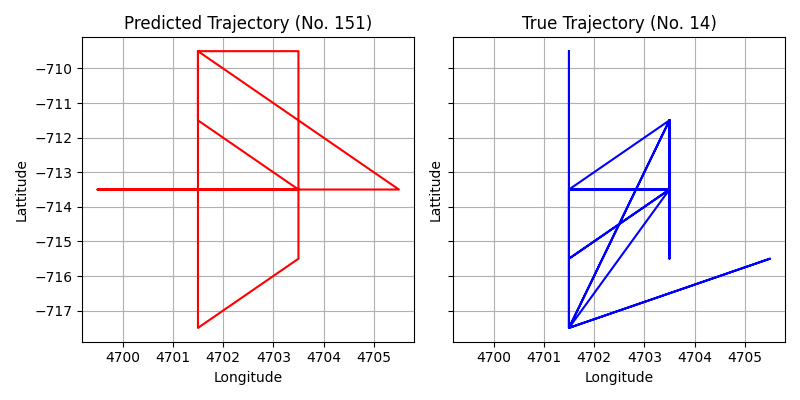 Predicted Trajectory (No. 151)
True Trajectory (No. 14)
−710
−711
−712
−713
−714
−715
−716
−717
Lattitude
Lattitude
4700 4701 4702 4703 4704 4705
4700 4701 4702 4703 4704 4705
Longitude
Longitude